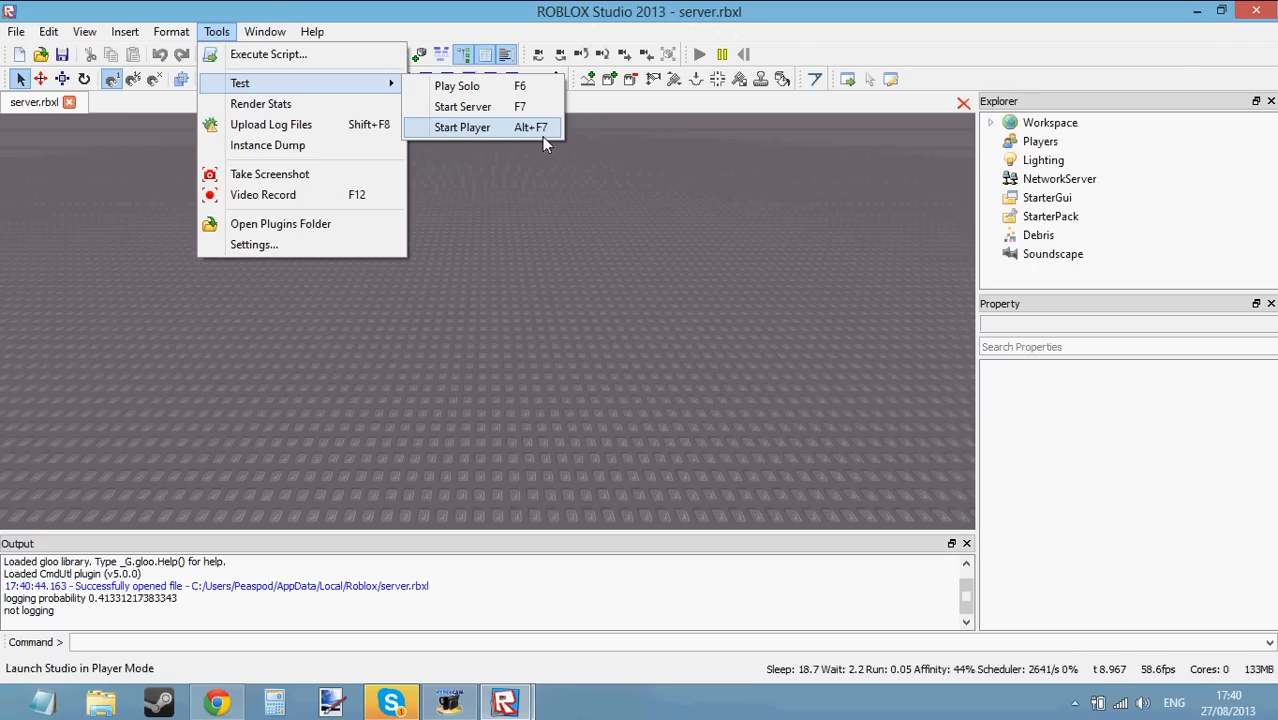 ROBLOX Studio 2013 - server.rbxl
File Edit View Insert Format Tools Window Help
server.rbxl
Execute Script...
Test
Render Stats
Upload Log Files Shift+F8
Instance Dump
Take Screenshot
Video Record F12
Open Plugins Folder
Settings...
Play Solo F6
Start Server F7
Start Player Alt+F7
Explorer
Workspace
Players
Lighting
NetworkServer
StarterGui
StarterPack
Debris
Soundscape
Property
Search Properties
Output
Loaded gloo library. Type _G.gloo.Help() for help.
Loaded CmdUtl plugin (v5.0.0)
17:40:44.163 - Successfully opened file - C:/Users/Peaspod/AppData/Local/Roblox/server.rbxl
logging probability 0.41331217383343
not logging
Command >
Launch Studio in Player Mode
Sleep: 18.7 Wait: 2.2 Run: 0.05 Affinity: 44% Scheduler: 2641/s 0% t 8.967 58.6fps Cores: 0 133MB
ENG
17:40
27/08/2013